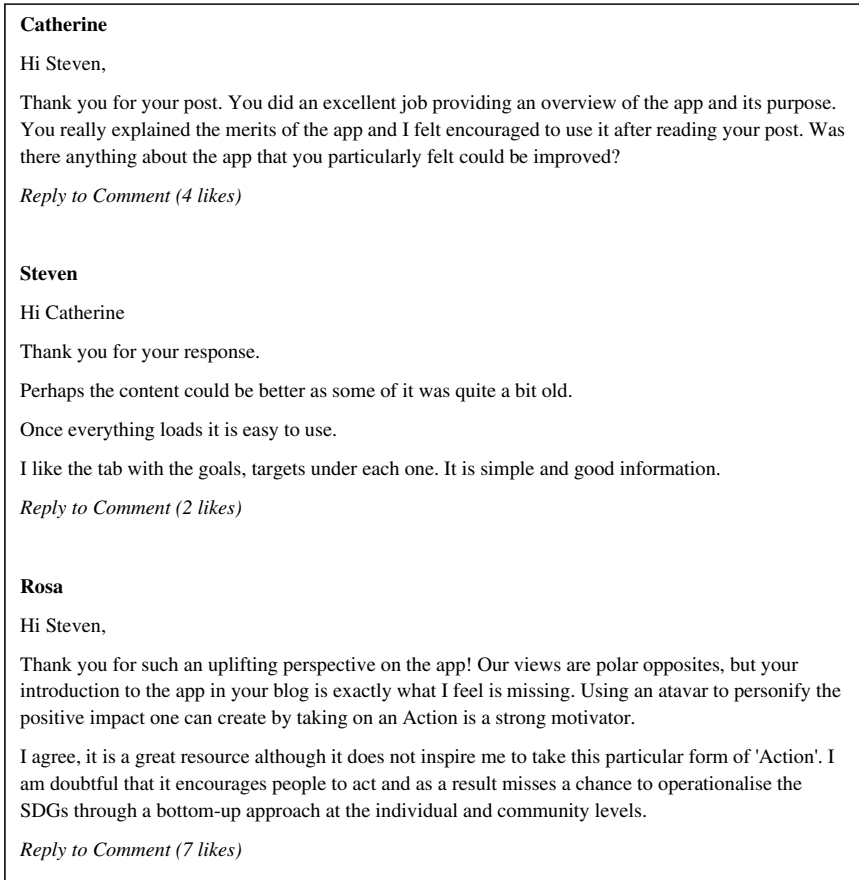 Catherine
Hi Steven,
Thank you for your post. You did an excellent job providing an overview of the app and its purpose.
You really explained the merits of the app and I felt encouraged to use it after reading your post. Was
there anything about the app that you particularly felt could be improved?
Reply to Comment (4 likes)
Steven
Hi Catherine
Thank you for your response.
Perhaps the content could be better as some of it was quite a bit old.
Once everything loads it is easy to use.
I like the tab with the goals, targets under each one. It is simple and good information.
Reply to Comment (2 likes)
Rosa
Hi Steven,
Thank you for such an uplifting perspective on the app! Our views are polar opposites, but your
introduction to the app in your blog is exactly what I feel is missing. Using an atavar to personify the
positive impact one can create by taking on an Action is a strong motivator.
I agree, it is a great resource although it does not inspire me to take this particular form of 'Action'. I
am doubtful that it encourages people to act and as a result misses a chance to operationalise the
SDGs through a bottom-up approach at the individual and community levels.
Reply to Comment (7 likes)